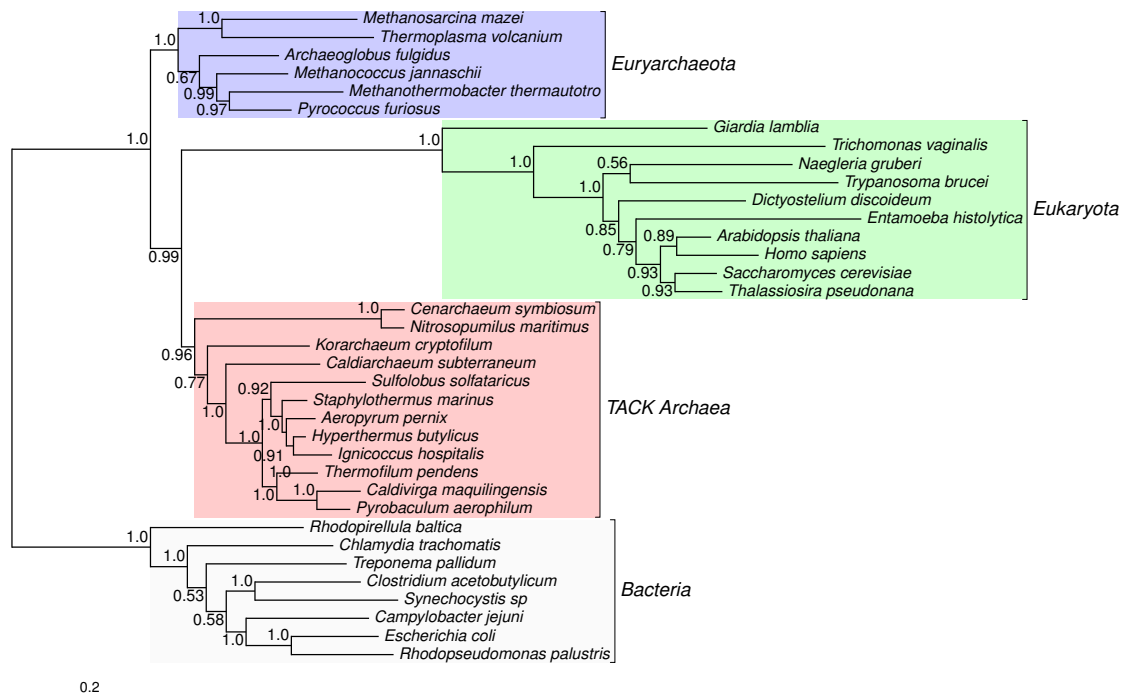 1.0 Methanosarcina mazei
1.0 Thermoplasma volcanium
Archaeoglobus fulgidus
Euryarchaeota
0.67 Methanococcus jannaschii
0.99 Methanothermobacter thermautotro
0.97 Pyrococcus furiosus
Giardia lamblia
1.0 1.0 Trichomonas vaginalis
1.0 0.56 Naegleria gruberi
1.0 Trypanosoma brucei
Dictyostelium discoideum
0.85 Entamoeba histolytica
Eukaryota
0.89 Arabidopsis thaliana
0.99 0.79 Homo sapiens
0.93 Saccharomyces cerevisiae
0.93 Thalassiosira pseudonana
1.0 Cenarchaeum symbiosum
Nitrosopumilus maritimus
0.96 Korarchaeum cryptofilum
Caldiarchaeum subterraneum
0.77 0.92 Sulfolobus solfataricus
Staphylothermus marinus
TACK Archaea
1.0 1.0 Aeropyrum pernix
1.0 Hyperthermus butylicus
0.91 Ignicoccus hospitalis
1.0 Thermofilum pendens
1.0 1.0 Caldivirga maquilingensis
Pyrobaculum aerophilum
Rhodopirellula baltica
1.0 Chlamydia trachomatis
1.0 Treponema pallidum
0.53 1.0 Clostridium acetobutylicum
Bacteria
Synechocystis sp
0.58 Campylobacter jejuni
1.0 1.0 Escherichia coli
Rhodopseudomonas palustris
0.2